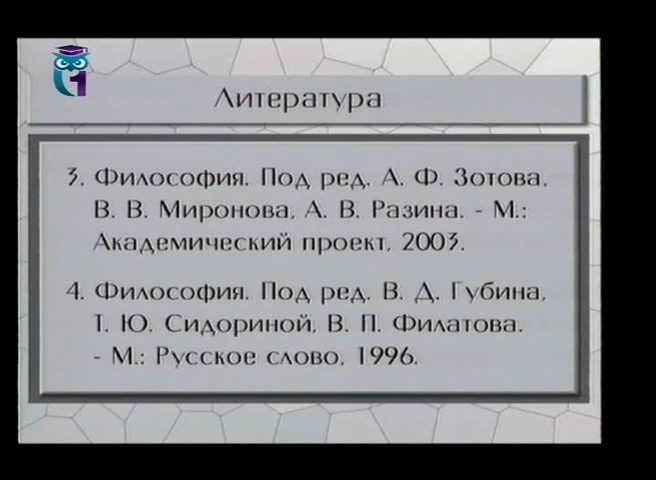 1
Литература
3. Философия. Под ред. А. Ф. Зотова,
В. В. Миронова, А. В. Разина. - М.:
Академический проект, 2003.
4. Философия. Под ред. В. Д. Губина,
Т. Ю. Сидориной, В. П. Филатова.
- М.: Русское слово, 1996.